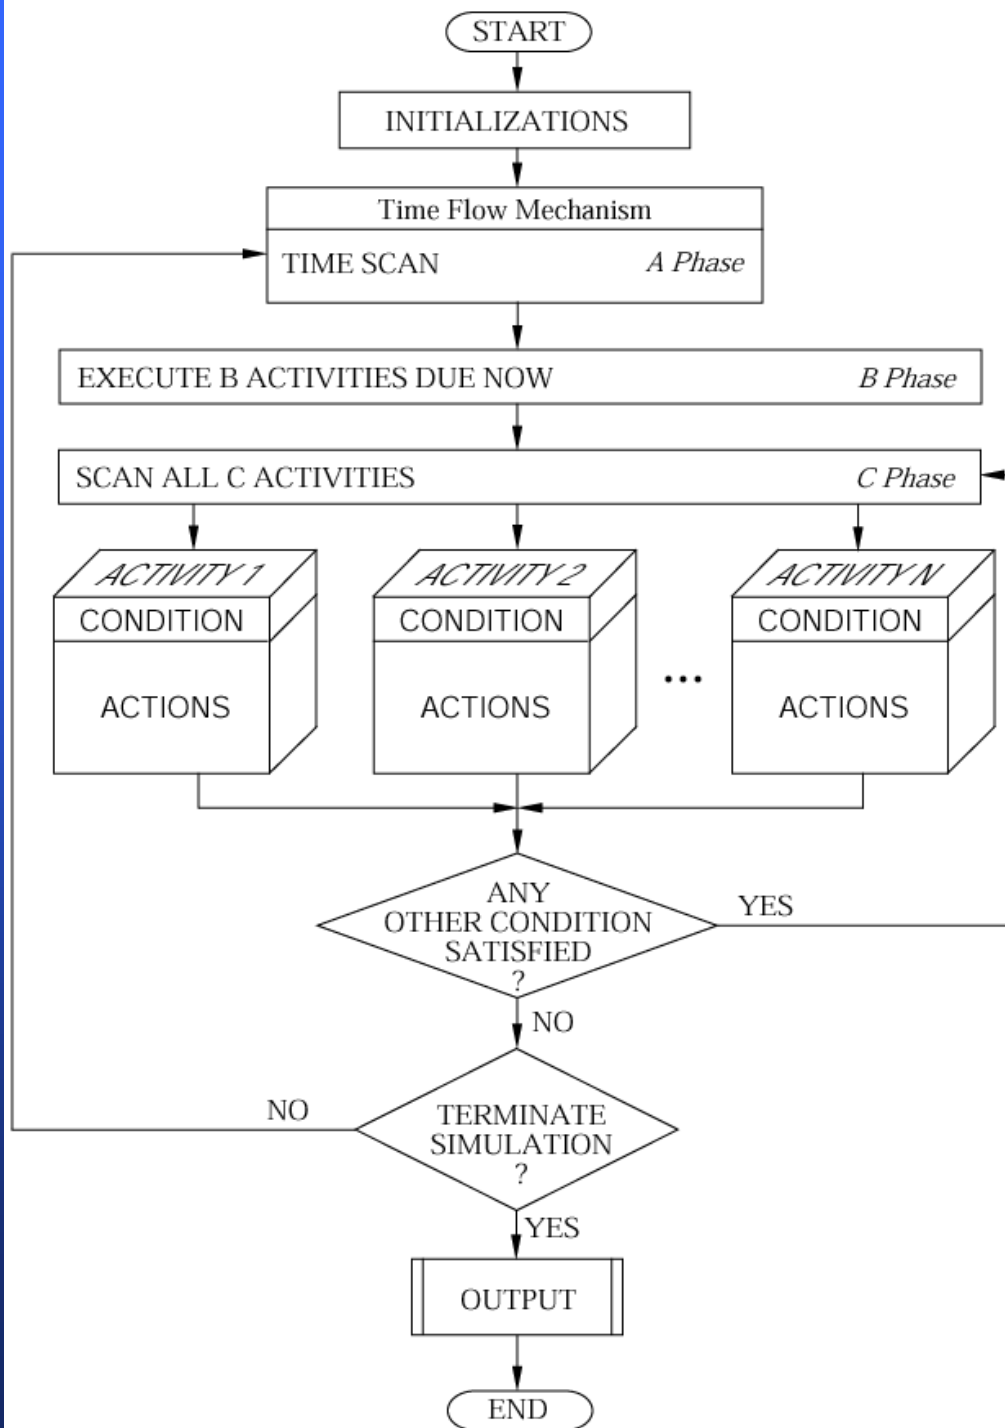 START
INITIALIZATIONS
Time Flow Mechanism
TIME SCAN A Phase
EXECUTE B ACTIVITIES DUE NOW B Phase
SCAN ALL C ACTIVITIES C Phase
ACTIVITY 1 ACTIVITY 2 ACTIVITY N
CONDITION CONDITION CONDITION
ACTIONS ACTIONS ... ACTIONS
ANY
OTHER CONDITION
SATISFIED
?
YES
NO
TERMINATE
SIMULATION
?
NO
YES
OUTPUT
END